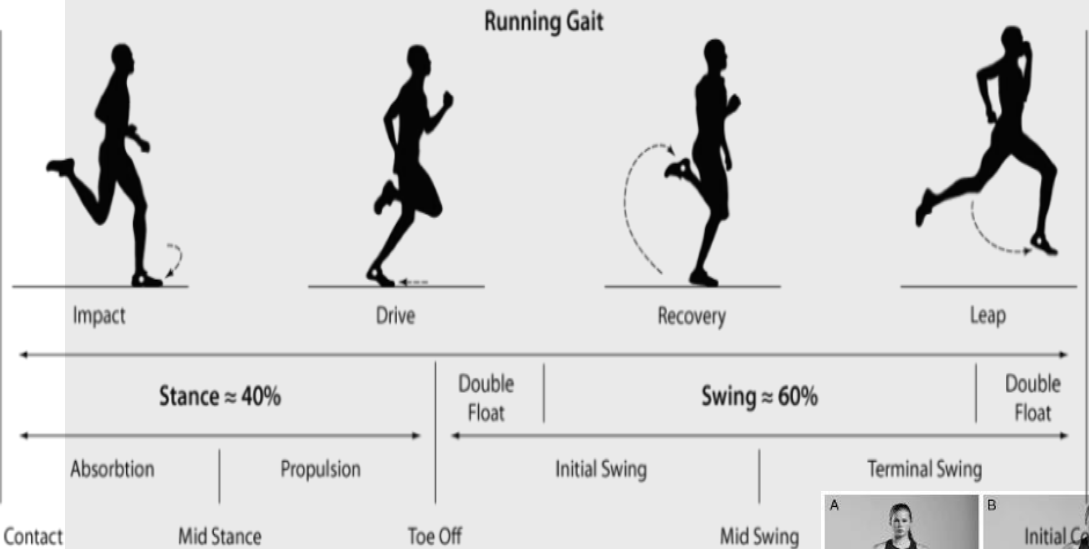 Running Gait
Impact
Drive
Recovery
Leap
Stance ≈ 40%
Double
Float
Swing ≈ 60%
Double
Float
Absorbtion
Propulsion
Initial Swing
Terminal Swing
A
B
Contact
Mid Stance
Toe Off
Mid Swing
Initial